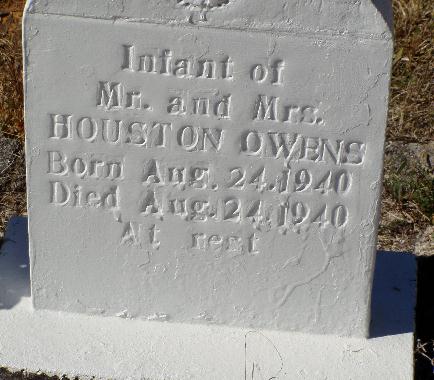 Infant of
Mr. and Mrs.
HOUSTON OWENS
Born Aug. 24. 1940
Died Aug. 24. 1940
At rest